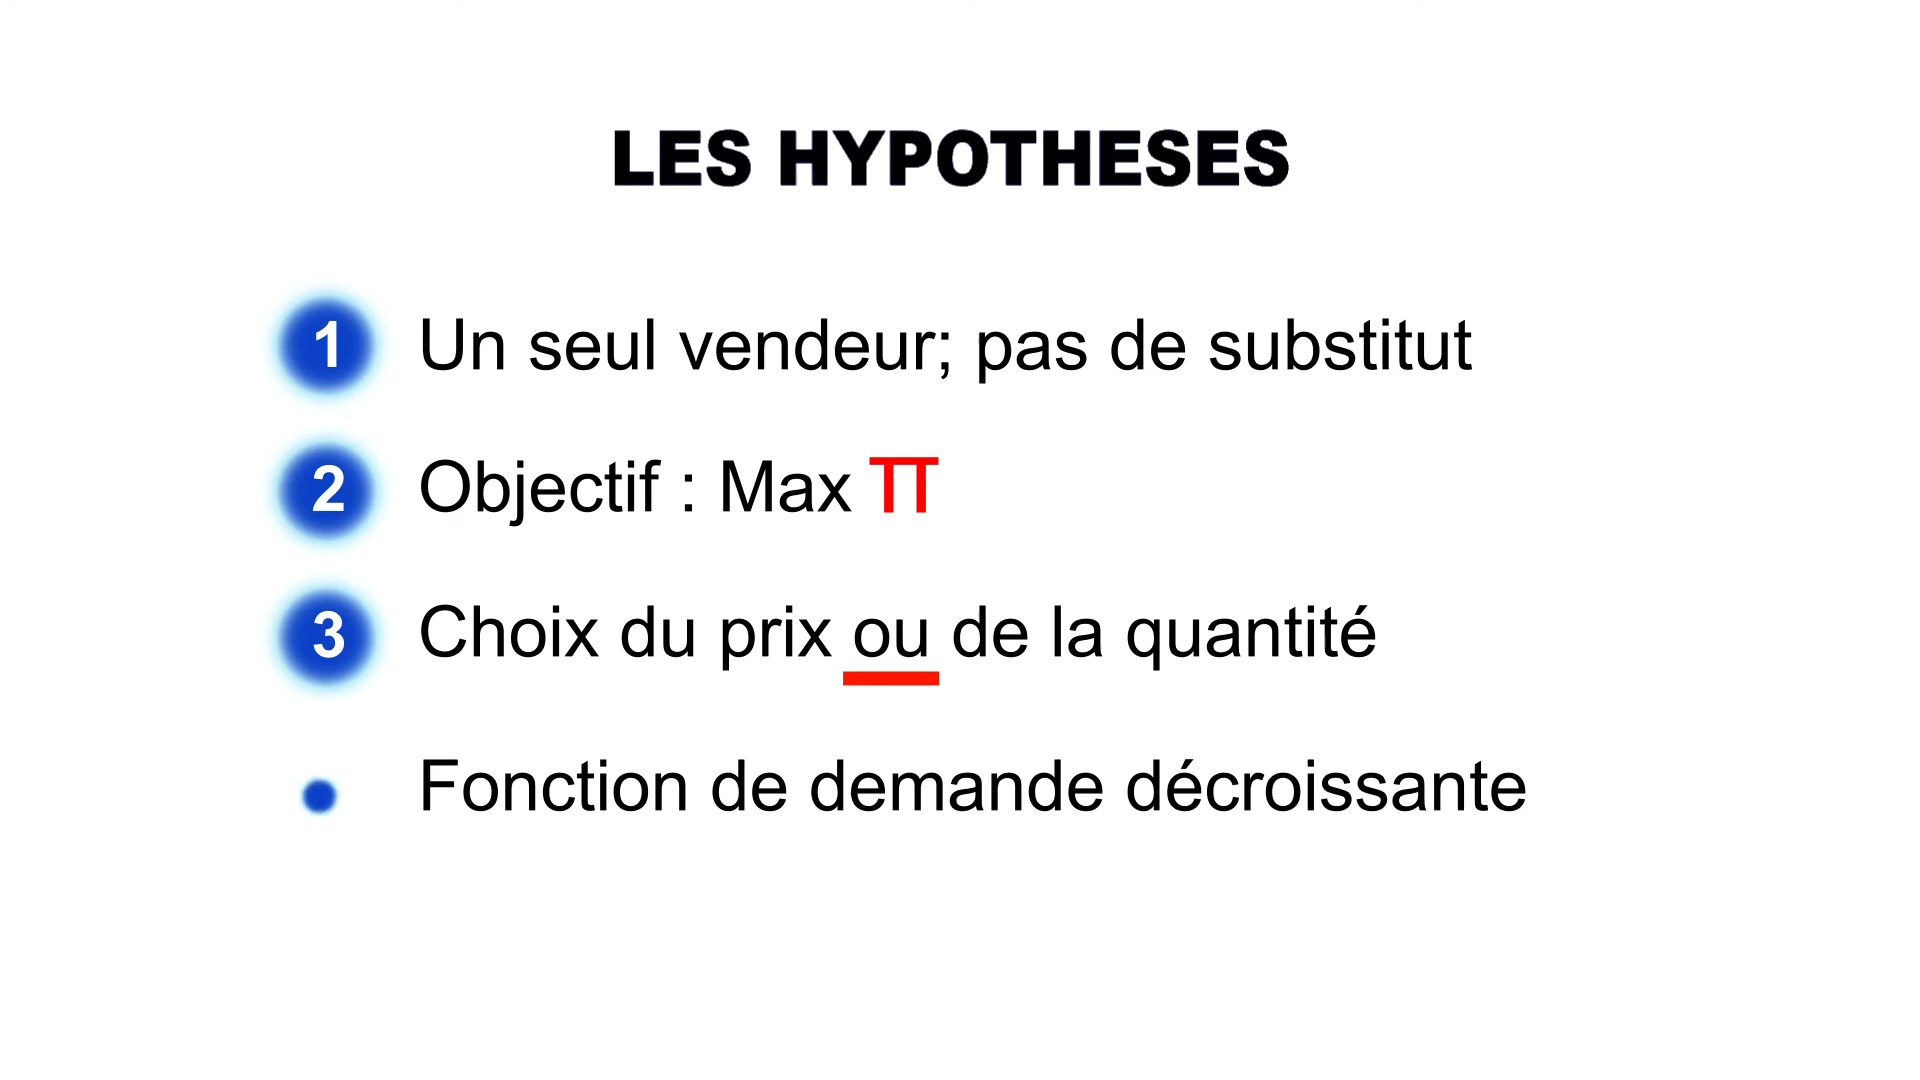 LES HYPOTHESES
1 Un seul vendeur; pas de substitut
2 Objectif : Max π
3 Choix du prix ou de la quantité
• Fonction de demande décroissante